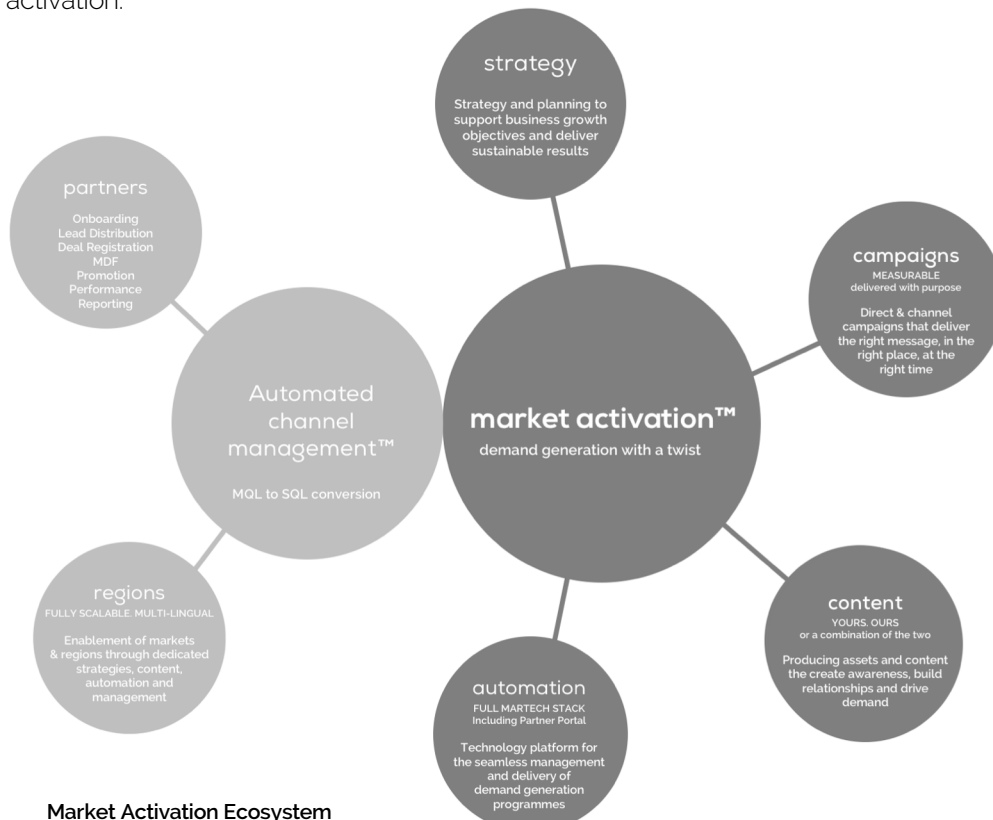 activation.
strategy
Strategy and planning to
support business growth
objectives and deliver
sustainable results
partners
Onboarding
Lead Distribution
Deal Registration
MDF
Promotion
Performance
Reporting
campaigns
MEASURABLE
delivered with purpose
Direct & channel
campaigns that deliver
the right message, in the
right place, at the
right time
Automated
channel
management™
MQL to SQL conversion
market activation™
demand generation with a twist
regions
FULLY SCALABLE. MULTI-LINGUAL
Enablement of markets
& regions through dedicated
strategies, content,
automation and
management
content
YOURS. OURS
or a combination of the two
Producing assets and content
the create awareness, build
relationships and drive
demand
automation
FULL MARTECH STACK
Including Partner Portal
Technology platform for
the seamless management
and delivery of
demand generation
programmes
Market Activation Ecosystem